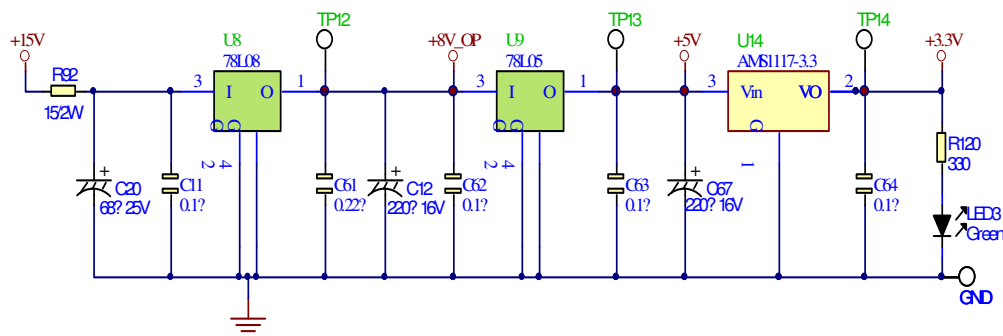 TP12
TP13
TP14
+15V
U8
+8V_OP
U9
+5V
U14
+3.3V
78L08
78L05
AMS1117-3.3
R92
3
I
O
1
3
I
O
1
3
Vin
VO
2
15/2W
G
G
G
G
G
R120
330
2
4
2
4
1
C20
68? 25V
C11
0.1?
C61
0.22?
C12
220? 16V
C62
0.1?
C63
0.1?
C67
220? 16V
C64
0.1?
LED3
Green
GND